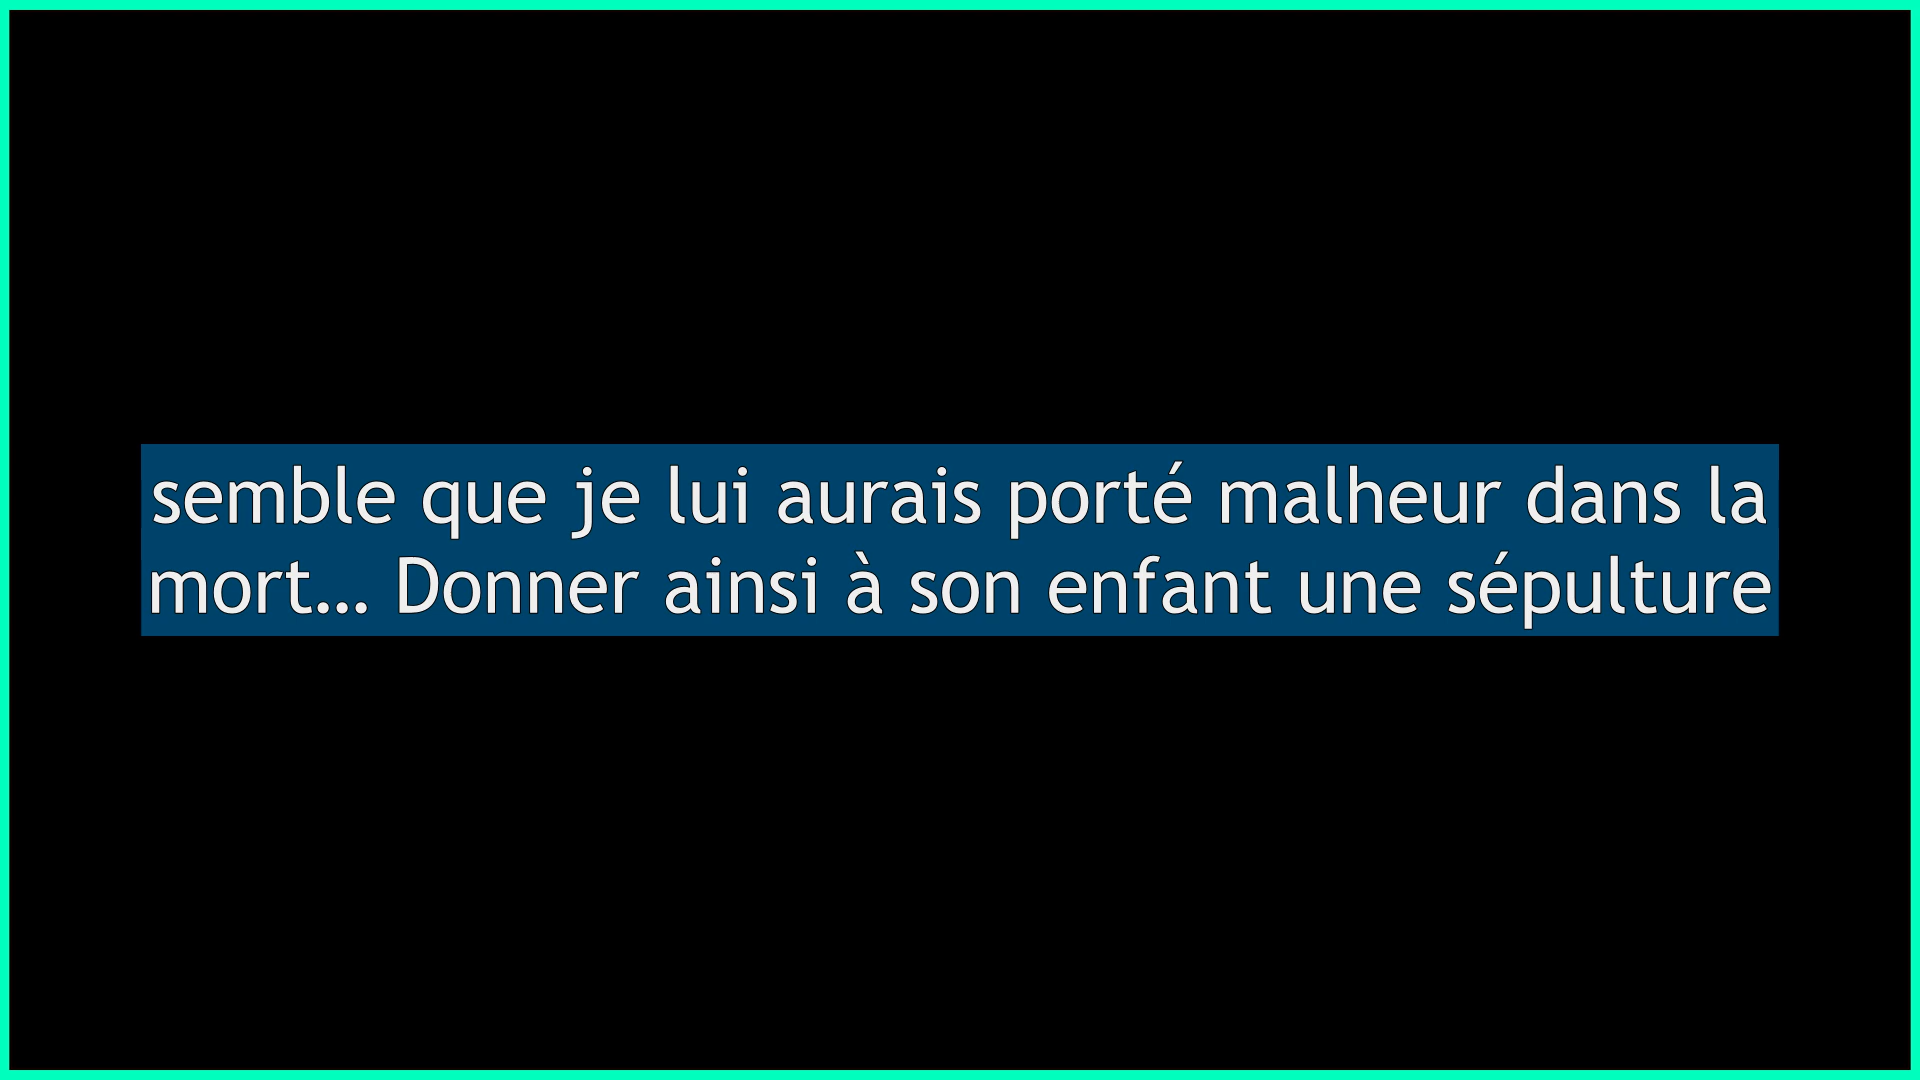 semble que je lui aurais porté malheur dans la
mort… Donner ainsi à son enfant une sépulture